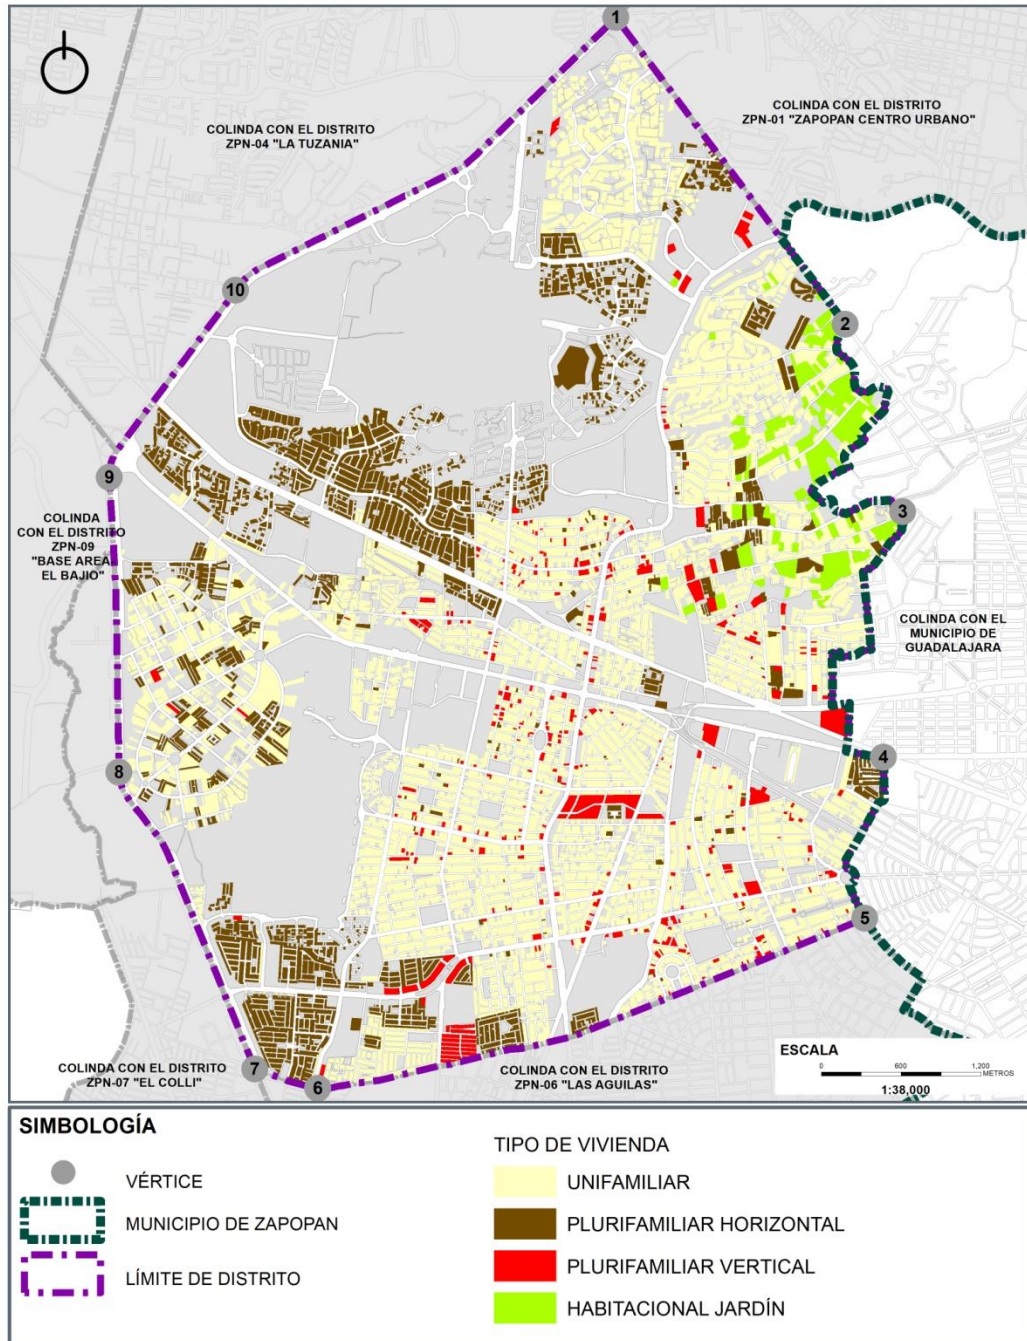 1
COLINDA CON EL DISTRITO
ZPN-01 "ZAPOPAN CENTRO URBANO"
COLINDA CON EL DISTRITO
ZPN-04 "LA TUZANIA"
10
2
9
3
COLINDA
CON EL DISTRITO
ZPN-09
"BASE AREA
EL BAJIO"
COLINDA CON EL
MUNICIPIO DE
GUADALAJARA
4
8
5
COLINDA CON EL DISTRITO
ZPN-07 "EL COLLI"
7
6
COLINDA CON EL DISTRITO
ZPN-06 "LAS AGUILAS"
ESCALA
0 600 1,200
METROS
1:38,000
SIMBOLOGÍA
VÉRTICE
MUNICIPIO DE ZAPOPAN
LÍMITE DE DISTRITO
TIPO DE VIVIENDA
UNIFAMILIAR
PLURIFAMILIAR HORIZONTAL
PLURIFAMILIAR VERTICAL
HABITACIONAL JARDÍN